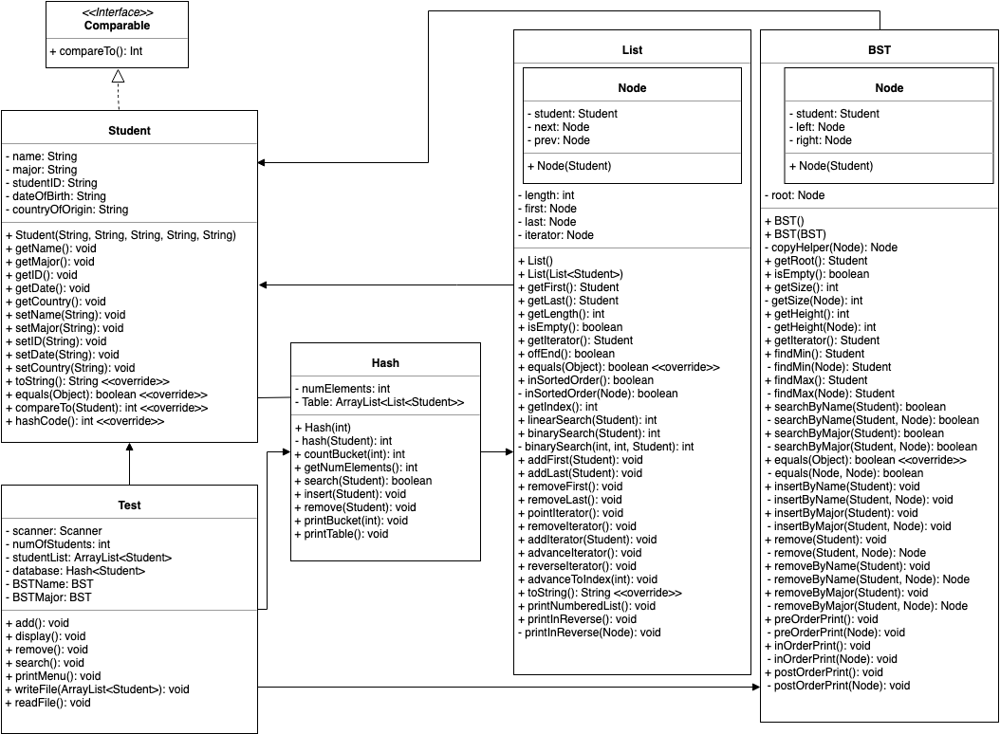 <<Interface>>
Comparable
+ compareTo(): Int
Student
- name: String
- major: String
- studentID: String
- dateOfBirth: String
- countryOfOrigin: String
+ Student(String, String, String, String, String)
+ getName(): void
+ getMajor(): void
+ getID(): void
+ getDate(): void
+ getCountry(): void
+ setName(String): void
+ setMajor(String): void
+ setID(String): void
+ setDate(String): void
+ setCountry(String): void
+ toString(): String <<override>>
+ equals(Object): boolean <<override>>
+ compareTo(Student): int <<override>>
+ hashCode(): int <<override>>
Test
- scanner: Scanner
- numOfStudents: int
- studentList: ArrayList<Student>
- database: Hash<Student>
- BSTName: BST
- BSTMajor: BST
+ add(): void
+ display(): void
+ remove(): void
+ search(): void
+ printMenu(): void
+ writeFile(ArrayList<Student>): void
+ readFile(): void
Hash
- numElements: int
- Table: ArrayList<List<Student>>
+ Hash(int)
- hash(Student): int
+ countBucket(int): int
+ getNumElements(): int
+ search(Student): boolean
+ insert(Student): void
+ remove(Student): void
+ printBucket(int): void
+ printTable(): void
List
Node
- student: Student
- next: Node
- prev: Node
+ Node(Student)
- length: int
- first: Node
- last: Node
- iterator: Node
+ List()
+ List(List<Student>)
+ getFirst(): Student
+ getLast(): Student
+ getLength(): int
+ isEmpty(): boolean
+ getIterator(): Student
+ offEnd(): boolean
+ equals(Object): boolean <<override>>
+ inSortedOrder(): boolean
- inSortedOrder(Node): boolean
+ getIndex(): int
+ linearSearch(Student): int
+ binarySearch(Student): int
- binarySearch(int, int, Student): int
+ addFirst(Student): void
+ addLast(Student): void
+ removeFirst(): void
+ removeLast(): void
+ pointIterator(): void
+ removeIterator(): void
+ addIterator(Student): void
+ advanceIterator(): void
+ reverseIterator(): void
+ advanceToIndex(int): void
+ toString(): String <<override>>
+ printNumberedList(): void
+ printInReverse(): void
- printInReverse(Node): void
BST
Node
- student: Student
- left: Node
- right: Node
+ Node(Student)
- root: Node
+ BST()
+ BST(BST)
- copyHelper(Node): Node
+ getRoot(): Student
+ isEmpty(): boolean
+ getSize(): int
- getSize(Node): int
+ getHeight(): int
- getHeight(Node): int
+ getIterator(): Student
+ findMin(): Student
- findMin(Node): Student
+ findMax(): Student
- findMax(Node): Student
+ searchByName(Student): boolean
- searchByName(Student, Node): boolean
+ searchByMajor(Student): boolean
- searchByMajor(Student, Node): boolean
+ equals(Object): boolean <<override>>
- equals(Node, Node): boolean
+ insertByName(Student): void
- insertByName(Student, Node): void
+ insertByMajor(Student): void
- insertByMajor(Student, Node): void
+ remove(Student): void
- remove(Student, Node): Node
+ removeByName(Student): void
- removeByName(Student, Node): Node
+ removeByMajor(Student): void
- removeByMajor(Student, Node): Node
+ preOrderPrint(): void
- preOrderPrint(Node): void
+ inOrderPrint(): void
- inOrderPrint(Node): void
+ postOrderPrint(): void
- postOrderPrint(Node): void